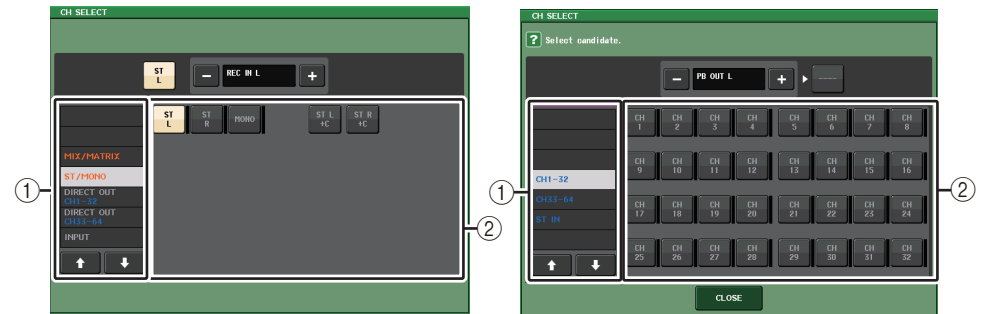 CH SELECT
ST L
− REC IN L +
ST L
ST R
MONO
ST L +C
ST R +C
MIX/MATRIX
ST/MONO
DIRECT OUT
CH1-32
DIRECT OUT
CH33-64
INPUT
1
2
CH SELECT
? Select candidate.
− PB OUT L +
-----
CH1-32
CH33-64
ST IN
CH 1 CH 2 CH 3 CH 4 CH 5 CH 6 CH 7 CH 8
CH 9 CH 10 CH 11 CH 12 CH 13 CH 14 CH 15 CH 16
CH 17 CH 18 CH 19 CH 20 CH 21 CH 22 CH 23 CH 24
CH 25 CH 26 CH 27 CH 28 CH 29 CH 30 CH 31 CH 32
1
2
CLOSE